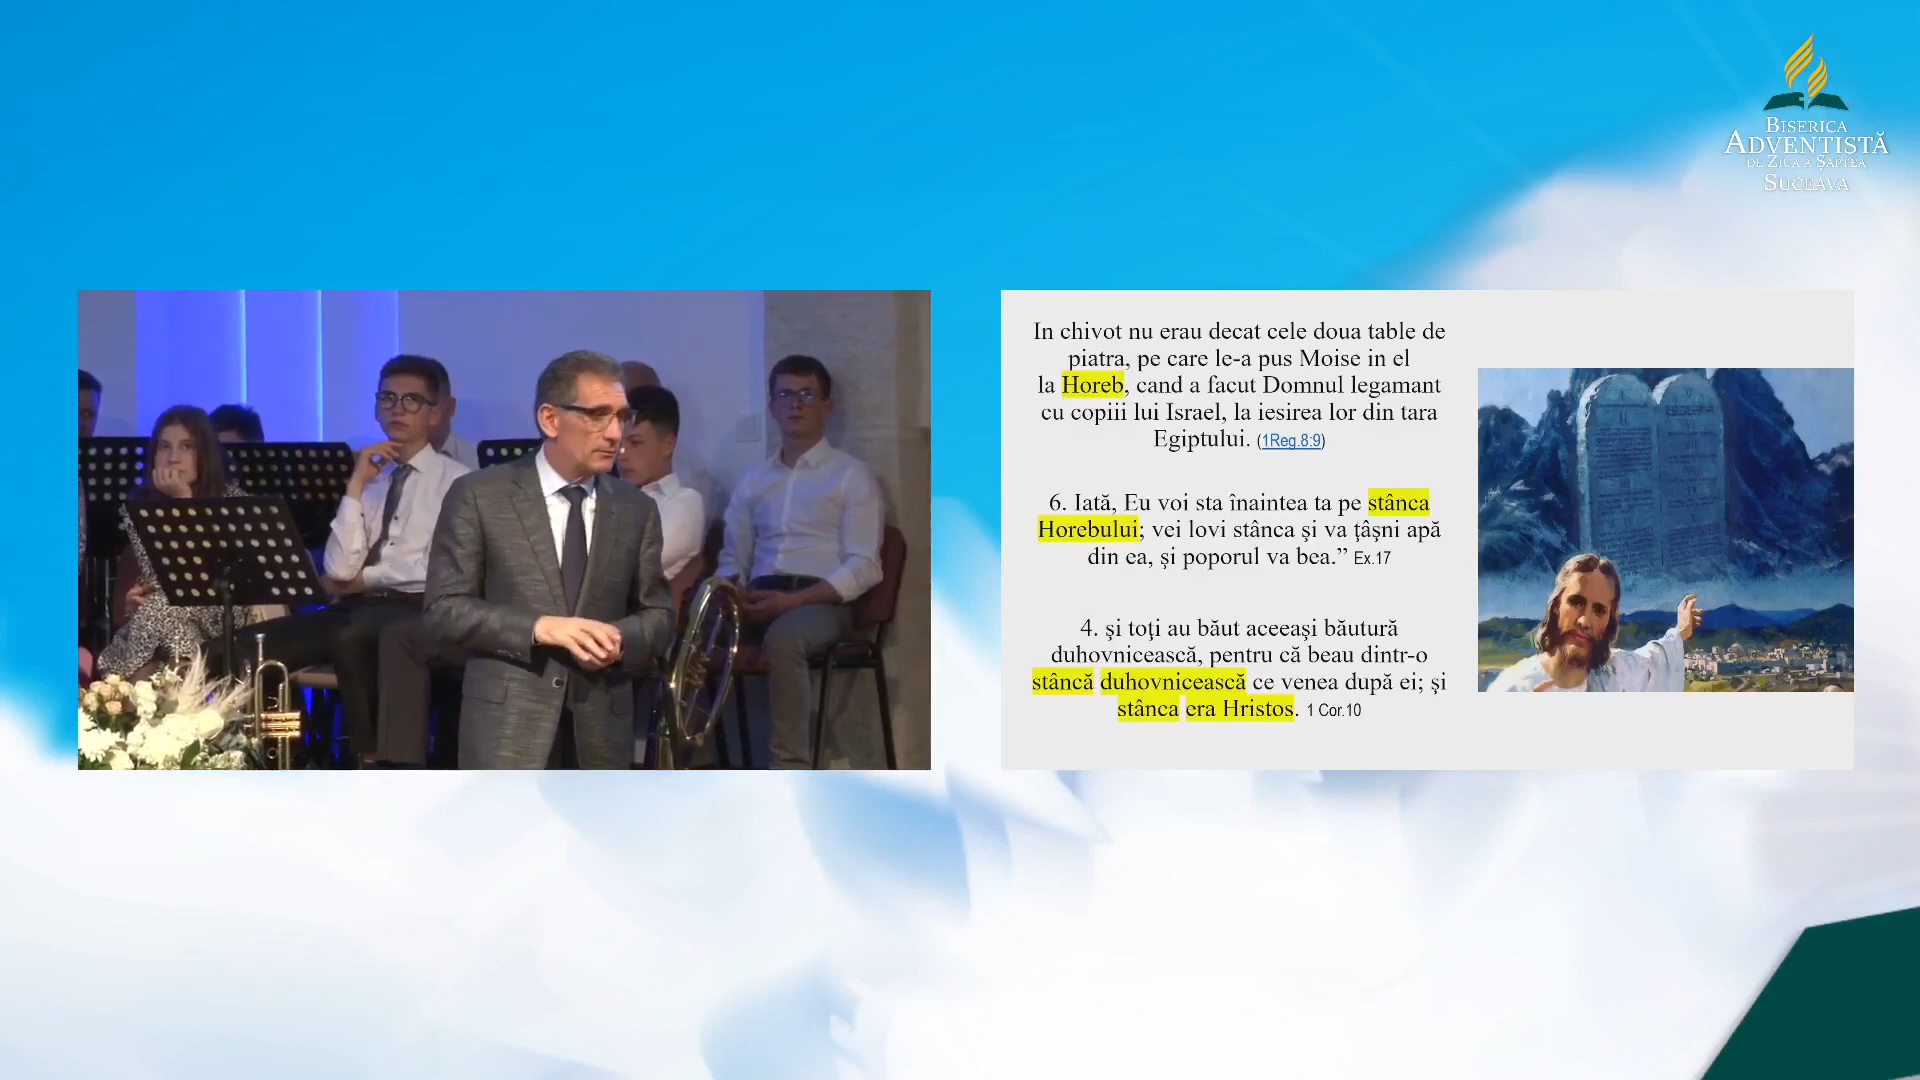 BISERICA
ADVENTISTĂ
DE ZIUA A ȘAPTEA
SUCEAVA
In chivot nu erau decat cele doua table de
piatra, pe care le-a pus Moise in el
la Horeb, cand a facut Domnul legamant
cu copiii lui Israel, la iesirea lor din tara
Egiptului. (1Reg.8:9)
6. Iată, Eu voi sta înaintea ta pe stânca
Horebului; vei lovi stânca şi va ţâşni apă
din ea, şi poporul va bea.” Ex.17
4. şi toţi au băut aceeaşi băutură
duhovnicească, pentru că beau dintr-o
stâncă duhovnicească ce venea după ei; şi
stânca era Hristos. 1 Cor.10